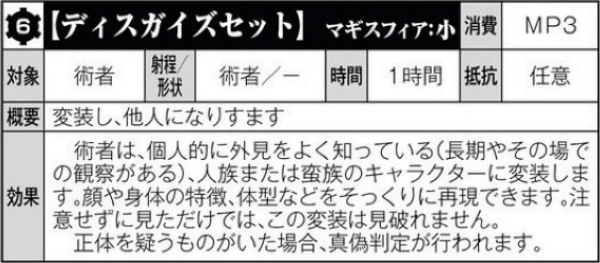 6【ディスガイズセット】 マギスフィア:小 消費 MP3
対象 術者 射程/形状 術者/− 時間 1時間 抵抗 任意
概要 変装し、他人になりすます
効果
術者は、個人的に外見をよく知っている(長期やその場で
の観察がある)、人族または蛮族のキャラクターに変装しま
す。顔や身体の特徴、体型などをそっくりに再現できます。注
意せずに見ただけでは、この変装は見破れません。
正体を疑うものがいた場合、真偽判定が行われます。